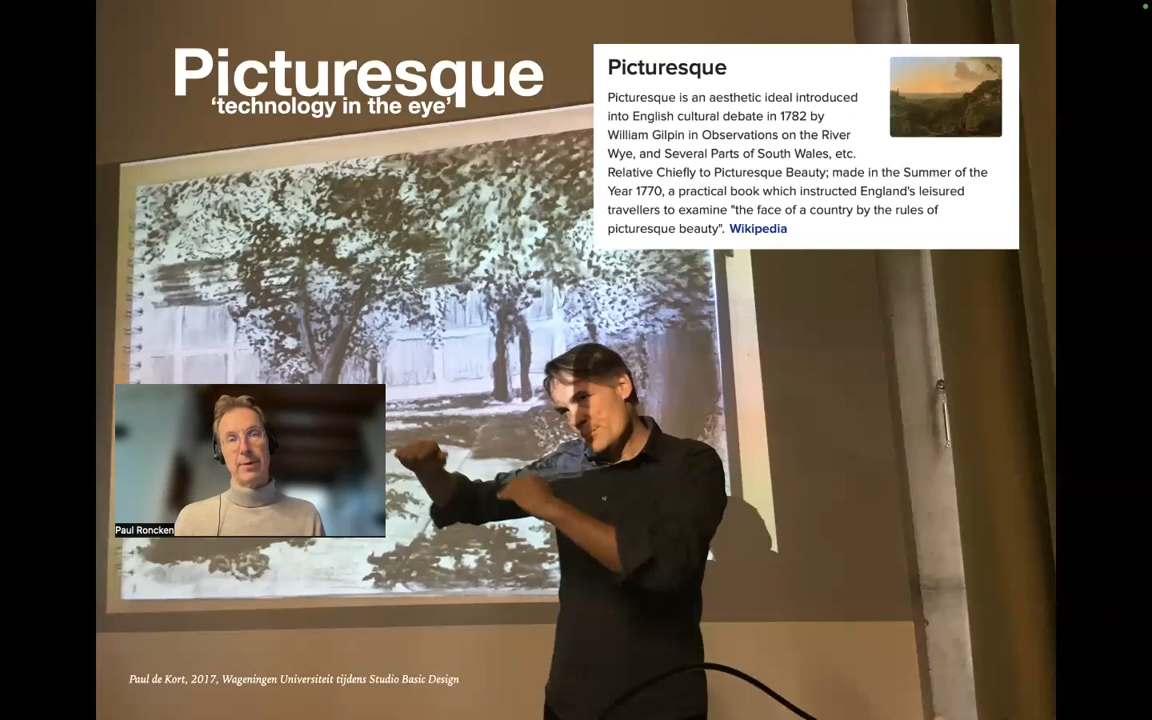 Picturesque
‘technology in the eye’
Picturesque
Picturesque is an aesthetic ideal introduced
into English cultural debate in 1782 by
William Gilpin in Observations on the River
Wye, and Several Parts of South Wales, etc.
Relative Chiefly to Picturesque Beauty; made in the Summer of the
Year 1770, a practical book which instructed England's leisured
travellers to examine "the face of a country by the rules of
picturesque beauty". Wikipedia
Paul Roncken
Paul de Kort, 2017, Wageningen Universiteit tijdens Studio Basic Design